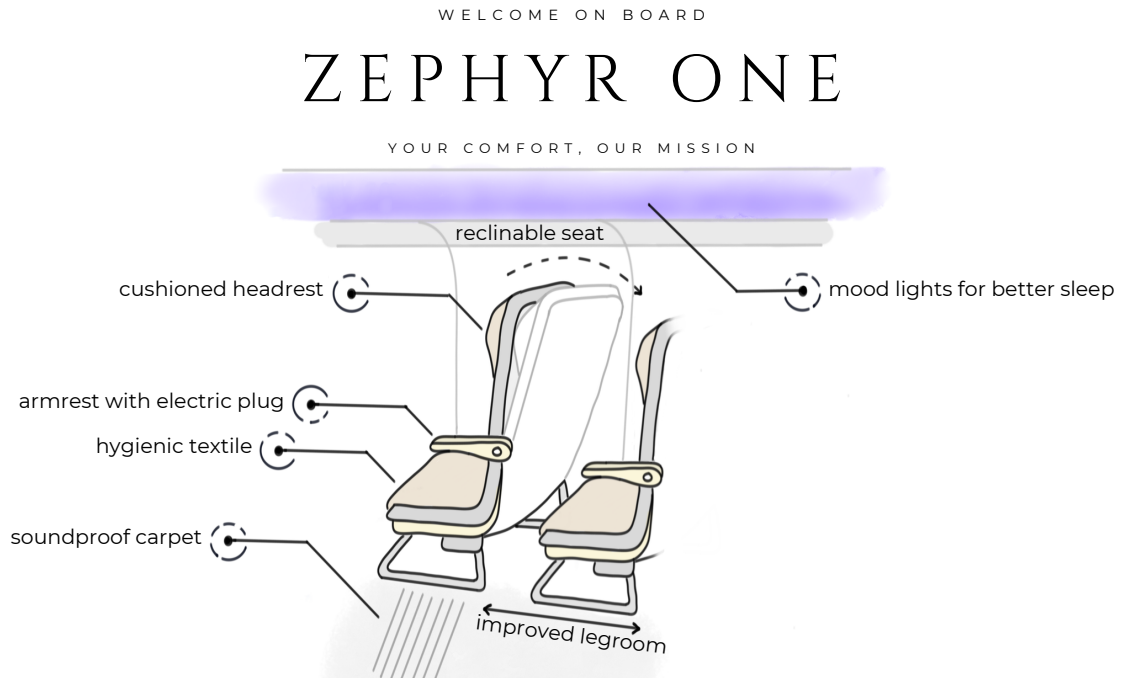 WELCOME ON BOARD
ZEPHYR ONE
YOUR COMFORT, OUR MISSION
reclinable seat
cushioned headrest
mood lights for better sleep
armrest with electric plug
hygienic textile
soundproof carpet
improved legroom